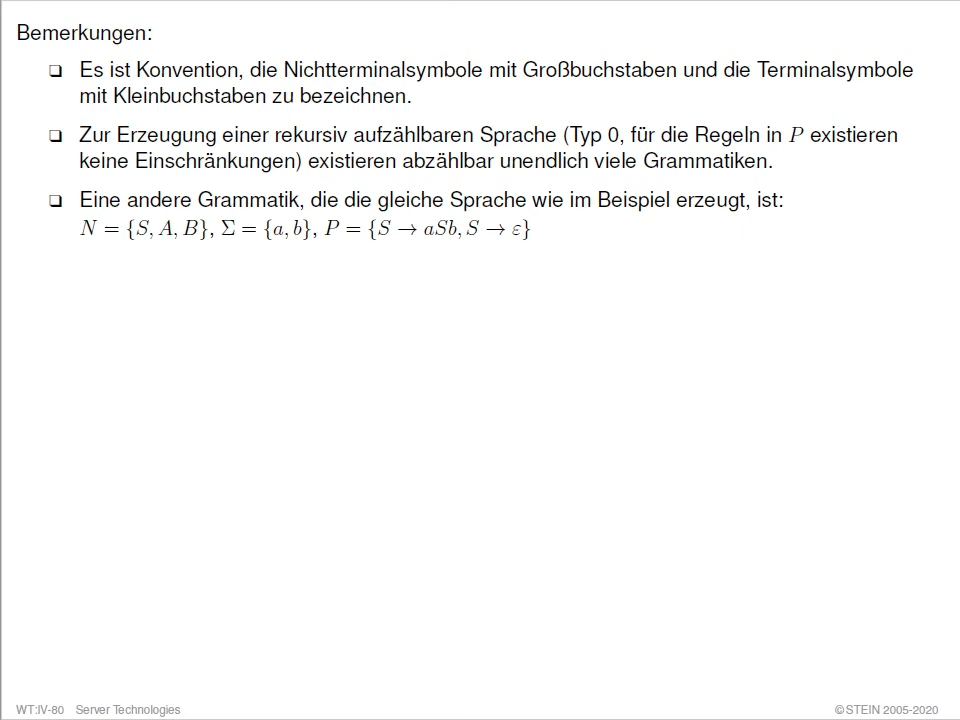 Bemerkungen:
❑ Es ist Konvention, die Nichtterminalsymbole mit Großbuchstaben und die Terminalsymbole
mit Kleinbuchstaben zu bezeichnen.
❑ Zur Erzeugung einer rekursiv aufzählbaren Sprache (Typ 0, für die Regeln in P existieren
keine Einschränkungen) existieren abzählbar unendlich viele Grammatiken.
❑ Eine andere Grammatik, die die gleiche Sprache wie im Beispiel erzeugt, ist:
N = {S, A, B}, Σ = {a, b}, P = {S → aSb, S → ε}
WT:IV-80 Server Technologies
©STEIN 2005-2020